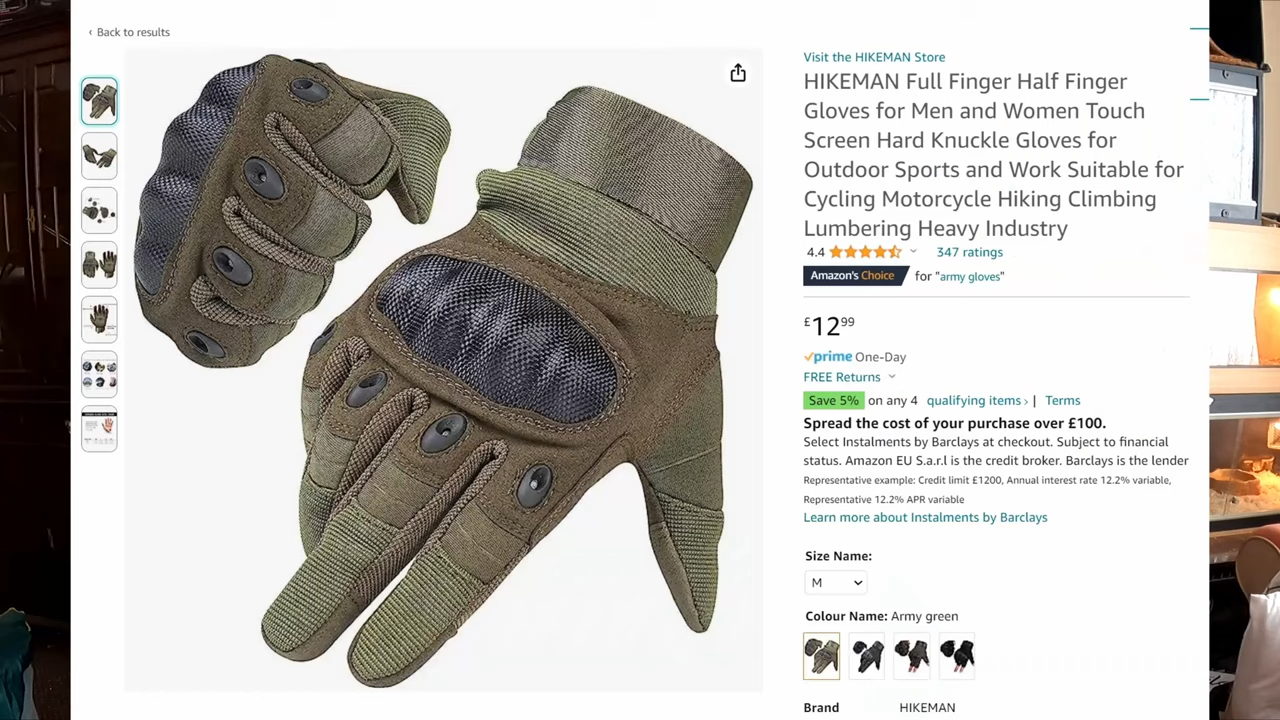 ‹ Back to results
Visit the HIKEMAN Store
HIKEMAN Full Finger Half Finger
Gloves for Men and Women Touch
Screen Hard Knuckle Gloves for
Outdoor Sports and Work Suitable for
Cycling Motorcycle Hiking Climbing
Lumbering Heavy Industry
4.4 347 ratings
Amazon's Choice for "army gloves"
£12 99
prime One-Day
FREE Returns
Save 5% on any 4 qualifying items › | Terms
Spread the cost of your purchase over £100.
Select Instalments by Barclays at checkout. Subject to financial
status. Amazon EU S.a.r.l is the credit broker. Barclays is the lender
Representative example: Credit limit £1200, Annual interest rate 12.2% variable,
Representative 12.2% APR variable
Learn more about Instalments by Barclays
Size Name:
M
Colour Name: Army green
Brand HIKEMAN